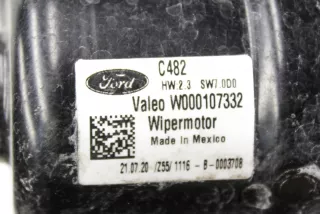 Ford
C482
HW:2.3 SW7.0D0
Valeo W000107332
Wipermotor
Made in Mexico
21.07.20 /Z55/1116 - B -0003708